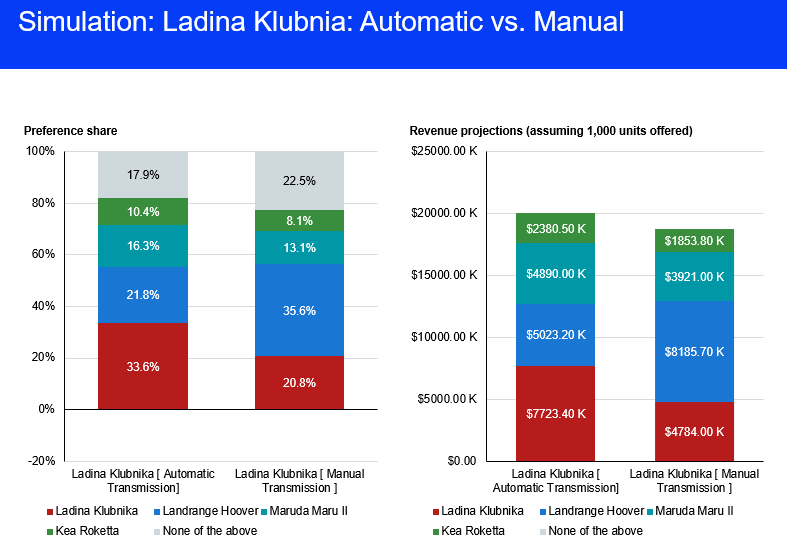 Simulation: Ladina Klubnia: Automatic vs. Manual
Preference share
100%
80%
60%
40%
20%
0%
-20%
17.9%
10.4%
16.3%
21.8%
33.6%
22.5%
8.1%
13.1%
35.6%
20.8%
Ladina Klubnika [ Automatic
Transmission]
Ladina Klubnika [ Manual
Transmission ]
Ladina Klubnika Landrange Hoover Maruda Maru II
Kea Roketta None of the above
Revenue projections (assuming 1,000 units offered)
$25000.00 K
$20000.00 K
$15000.00 K
$10000.00 K
$5000.00 K
$0.00
$2380.50 K
$4890.00 K
$5023.20 K
$7723.40 K
$1853.80 K
$3921.00 K
$8185.70 K
$4784.00 K
Ladina Klubnika [
Automatic Transmission]
Ladina Klubnika [ Manual
Transmission ]
Ladina Klubnika Landrange Hoover Maruda Maru II
Kea Roketta None of the above